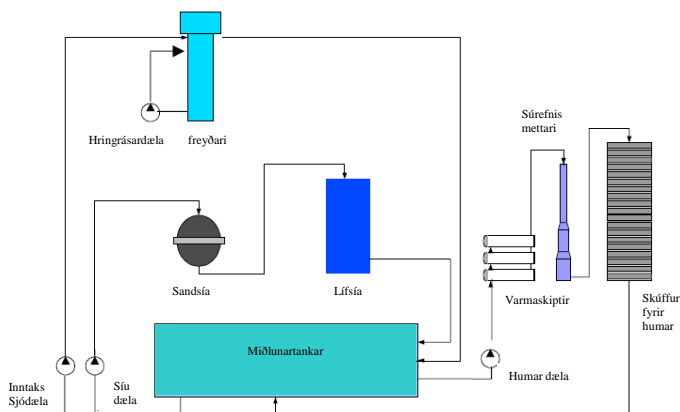 Súrefnis
mettari
Hringrásardæla
freyðari
Sandsía
Lífsía
Varmaskiptir
Skúffur
fyrir
humar
Miðlunartankar
Inntaks
Sjódæla
Síu
dæla
Humar dæla